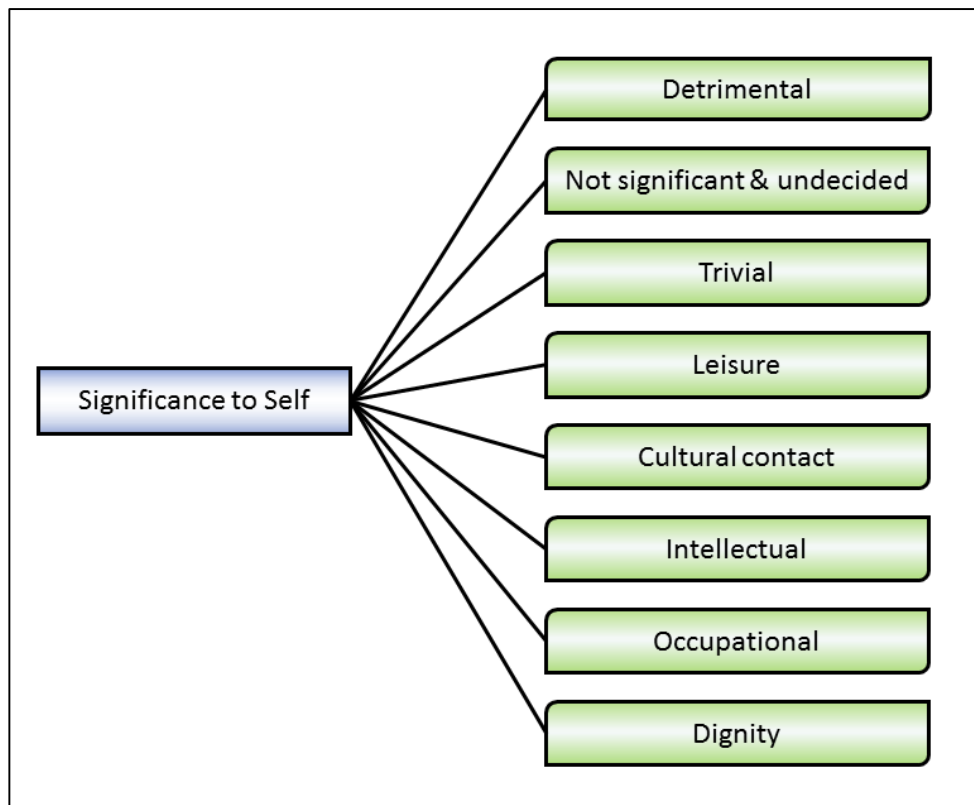 Detrimental
Not significant & undecided
Trivial
Leisure
Significance to Self
Cultural contact
Intellectual
Occupational
Dignity